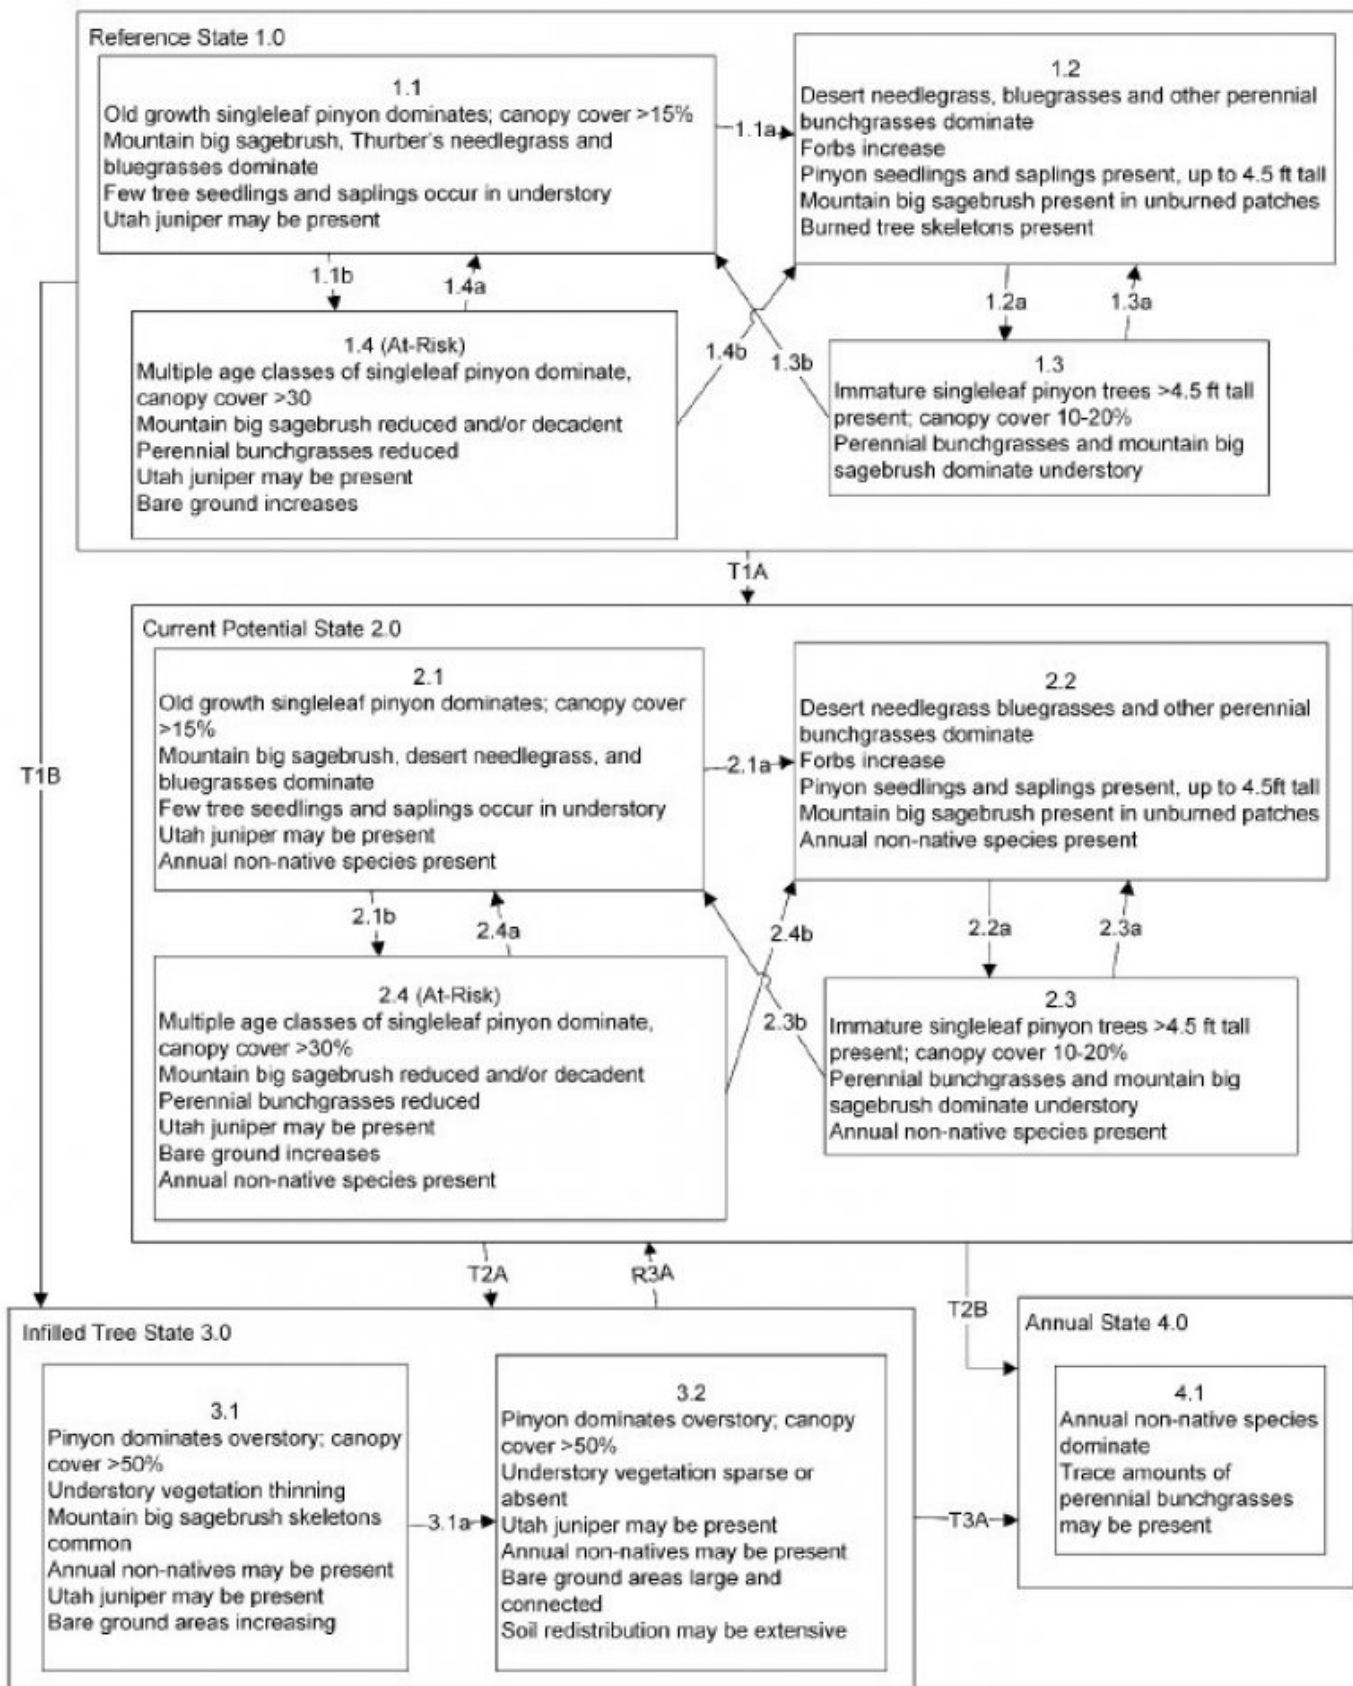 Reference State 1.0
1.1
Old growth singleleaf pinyon dominates; canopy cover >15%
Mountain big sagebrush, Thurber's needlegrass and
bluegrasses dominate
Few tree seedlings and saplings occur in understory
Utah juniper may be present
1.1a
1.2
Desert needlegrass, bluegrasses and other perennial
bunchgrasses dominate
Forbs increase
Pinyon seedlings and saplings present, up to 4.5 ft tall
Mountain big sagebrush present in unburned patches
Burned tree skeletons present
1.1b
1.4a
1.4b
1.3b
1.2a
1.3a
1.4 (At-Risk)
Multiple age classes of singleleaf pinyon dominate,
canopy cover >30
Mountain big sagebrush reduced and/or decadent
Perennial bunchgrasses reduced
Utah juniper may be present
Bare ground increases
1.3
Immature singleleaf pinyon trees >4.5 ft tall
present; canopy cover 10-20%
Perennial bunchgrasses and mountain big
sagebrush dominate understory
T1A
T1B
Current Potential State 2.0
2.1
Old growth singleleaf pinyon dominates; canopy cover
>15%
Mountain big sagebrush, desert needlegrass, and
bluegrasses dominate
Few tree seedlings and saplings occur in understory
Utah juniper may be present
Annual non-native species present
2.1a
2.2
Desert needlegrass bluegrasses and other perennial
bunchgrasses dominate
Forbs increase
Pinyon seedlings and saplings present, up to 4.5ft tall
Mountain big sagebrush present in unburned patches
Annual non-native species present
2.1b
2.4a
2.4b
2.3b
2.2a
2.3a
2.4 (At-Risk)
Multiple age classes of singleleaf pinyon dominate,
canopy cover >30%
Mountain big sagebrush reduced and/or decadent
Perennial bunchgrasses reduced
Utah juniper may be present
Bare ground increases
Annual non-native species present
2.3
Immature singleleaf pinyon trees >4.5 ft tall
present; canopy cover 10-20%
Perennial bunchgrasses and mountain big
sagebrush dominate understory
Annual non-native species present
T2A
R3A
T2B
Infilled Tree State 3.0
3.1
Pinyon dominates overstory; canopy
cover >50%
Understory vegetation thinning
Mountain big sagebrush skeletons
common
Annual non-natives may be present
Utah juniper may be present
Bare ground areas increasing
3.1a
3.2
Pinyon dominates overstory; canopy
cover >50%
Understory vegetation sparse or
absent
Utah juniper may be present
Annual non-natives may be present
Bare ground areas large and
connected
Soil redistribution may be extensive
T3A
Annual State 4.0
4.1
Annual non-native species
dominate
Trace amounts of
perennial bunchgrasses
may be present